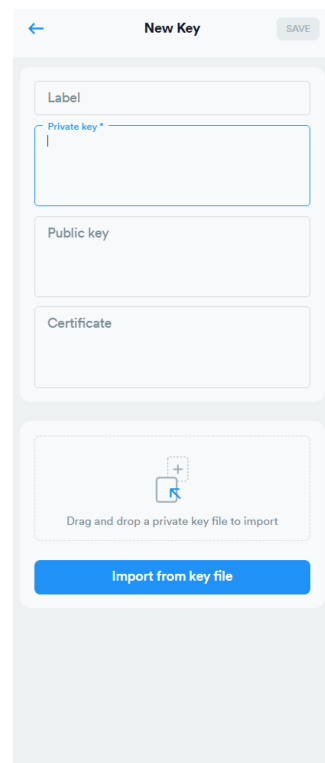 New Key
SAVE
Label
Private key *
Public key
Certificate
Drag and drop a private key file to import
Import from key file